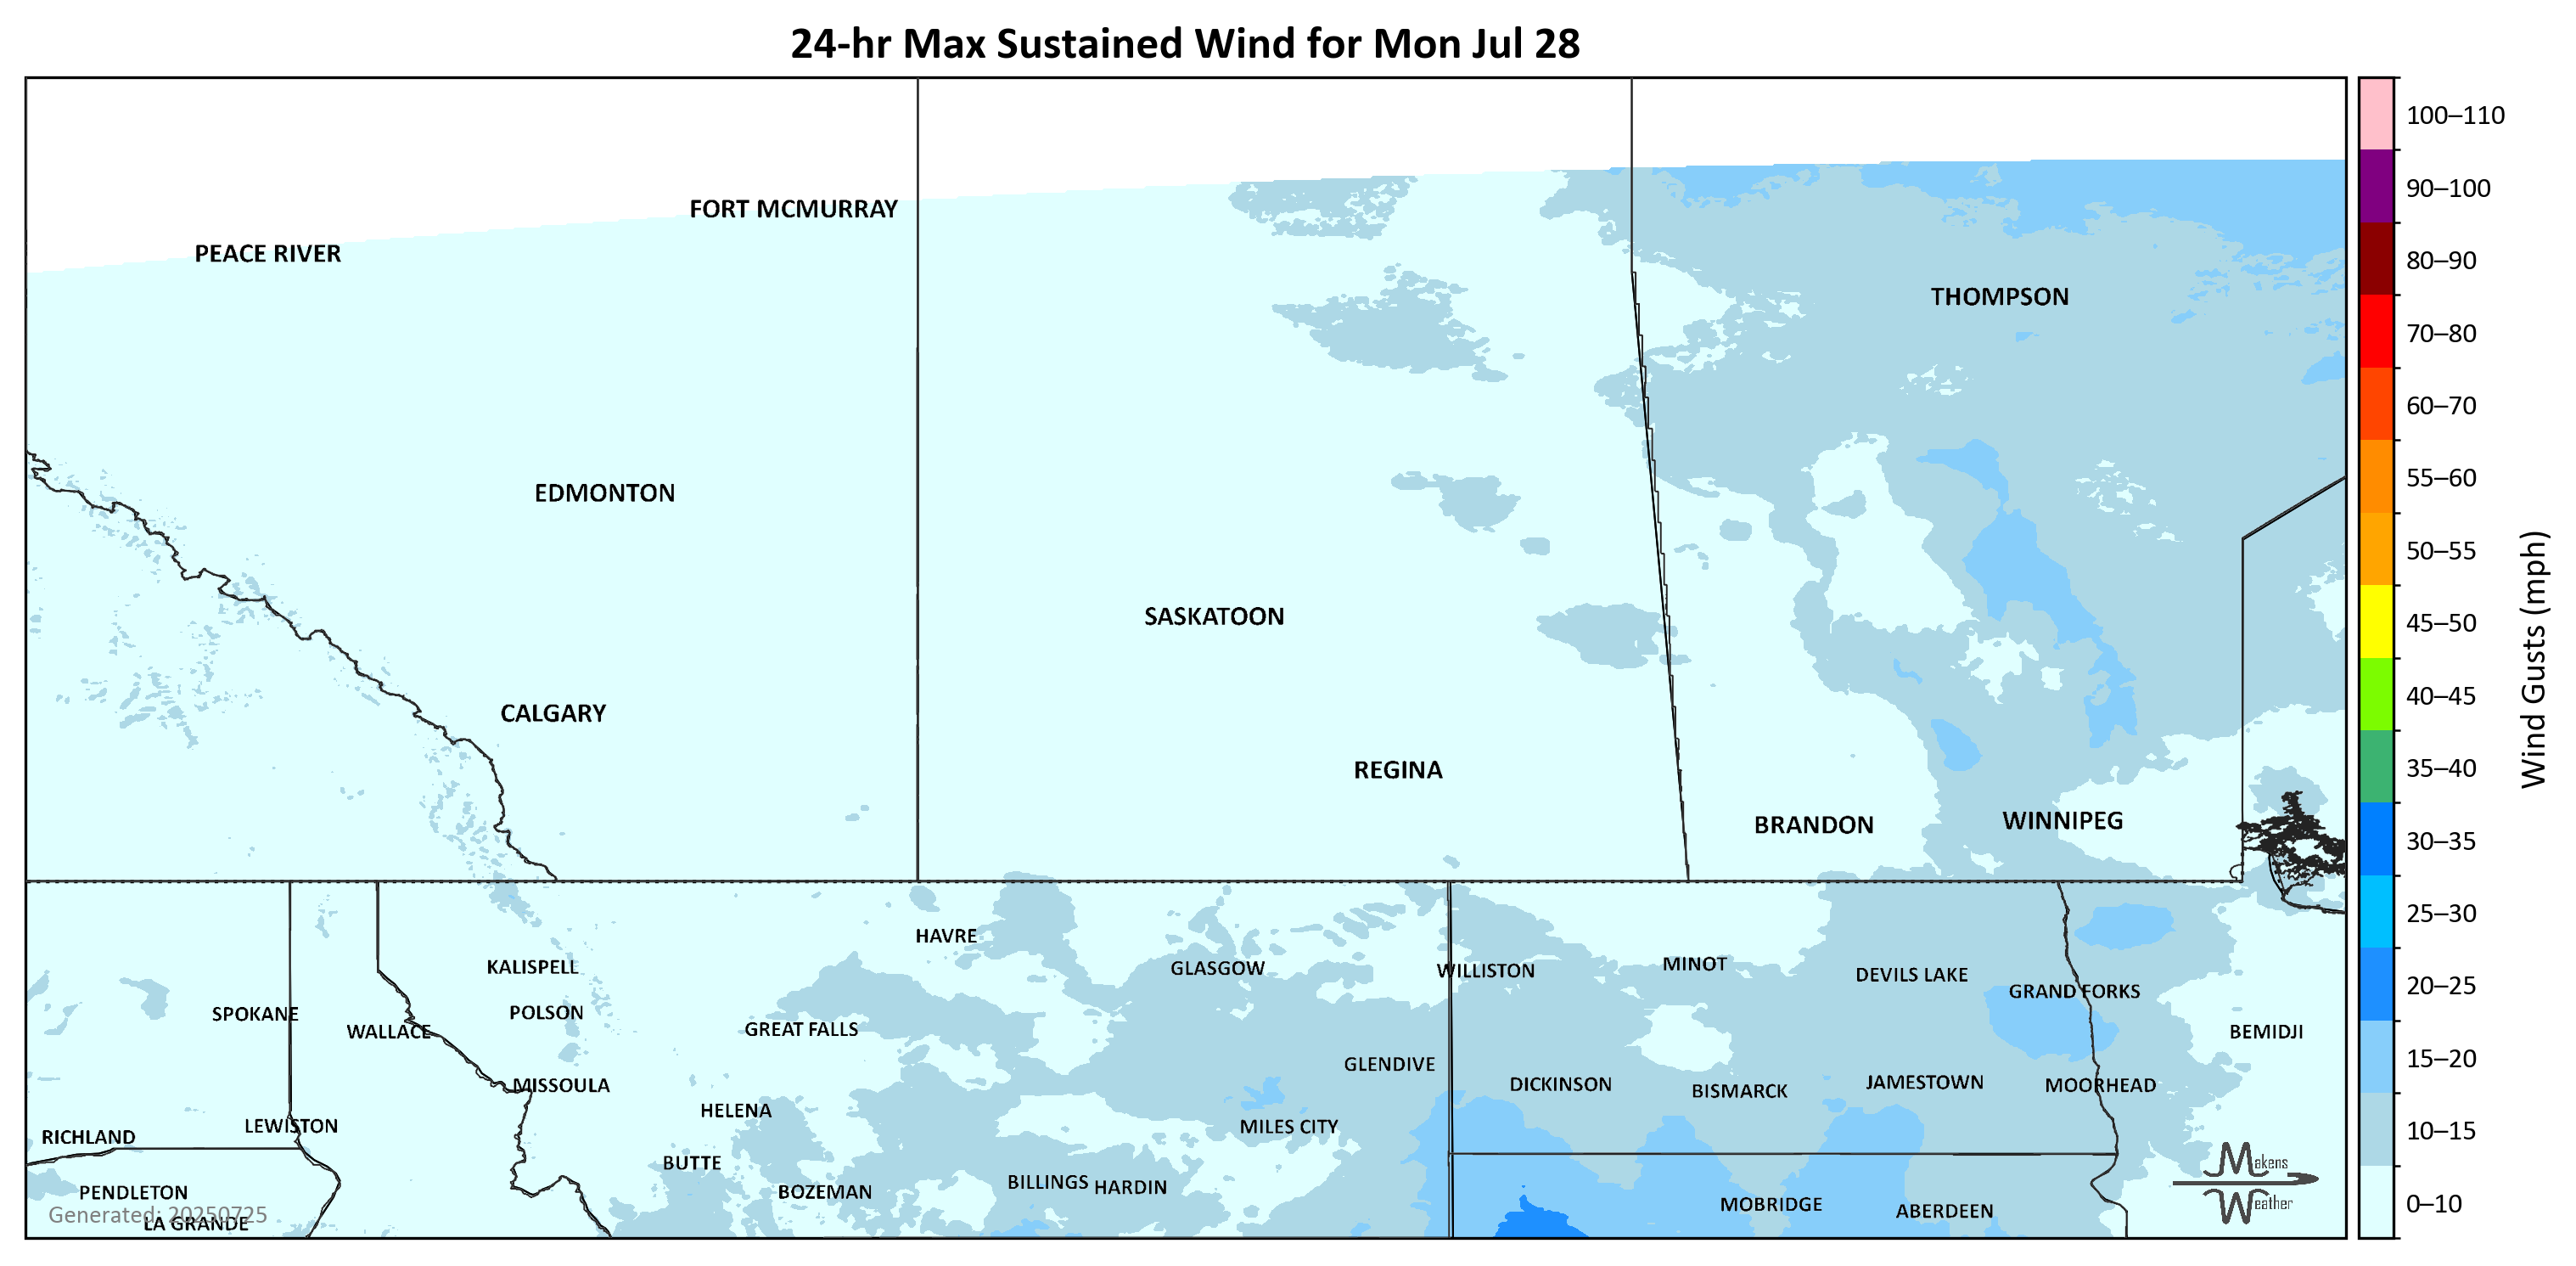 24-hr Max Sustained Wind for Mon Jul 28
100–110
90–100
80–90
70–80
60–70
55–60
50–55
45–50
40–45
35–40
30–35
25–30
20–25
15–20
10–15
0–10
Wind Gusts (mph)
FORT MCMURRAY
PEACE RIVER
THOMPSON
EDMONTON
SASKATOON
CALGARY
REGINA
BRANDON
WINNIPEG
HAVRE
KALISPELL
GLASGOW
WILLISTON
MINOT
DEVILS LAKE
GRAND FORKS
SPOKANE
POLSON
WALLACE
GREAT FALLS
BEMIDJI
GLENDIVE
MISSOULA
DICKINSON
BISMARCK
JAMESTOWN
MOORHEAD
HELENA
LEWISTON
MILES CITY
RICHLAND
BUTTE
BOZEMAN
BILLINGS
HARDIN
PENDLETON
MOBRIDGE
ABERDEEN
LA GRANDE
Generated: 20250725
Makens
Weather